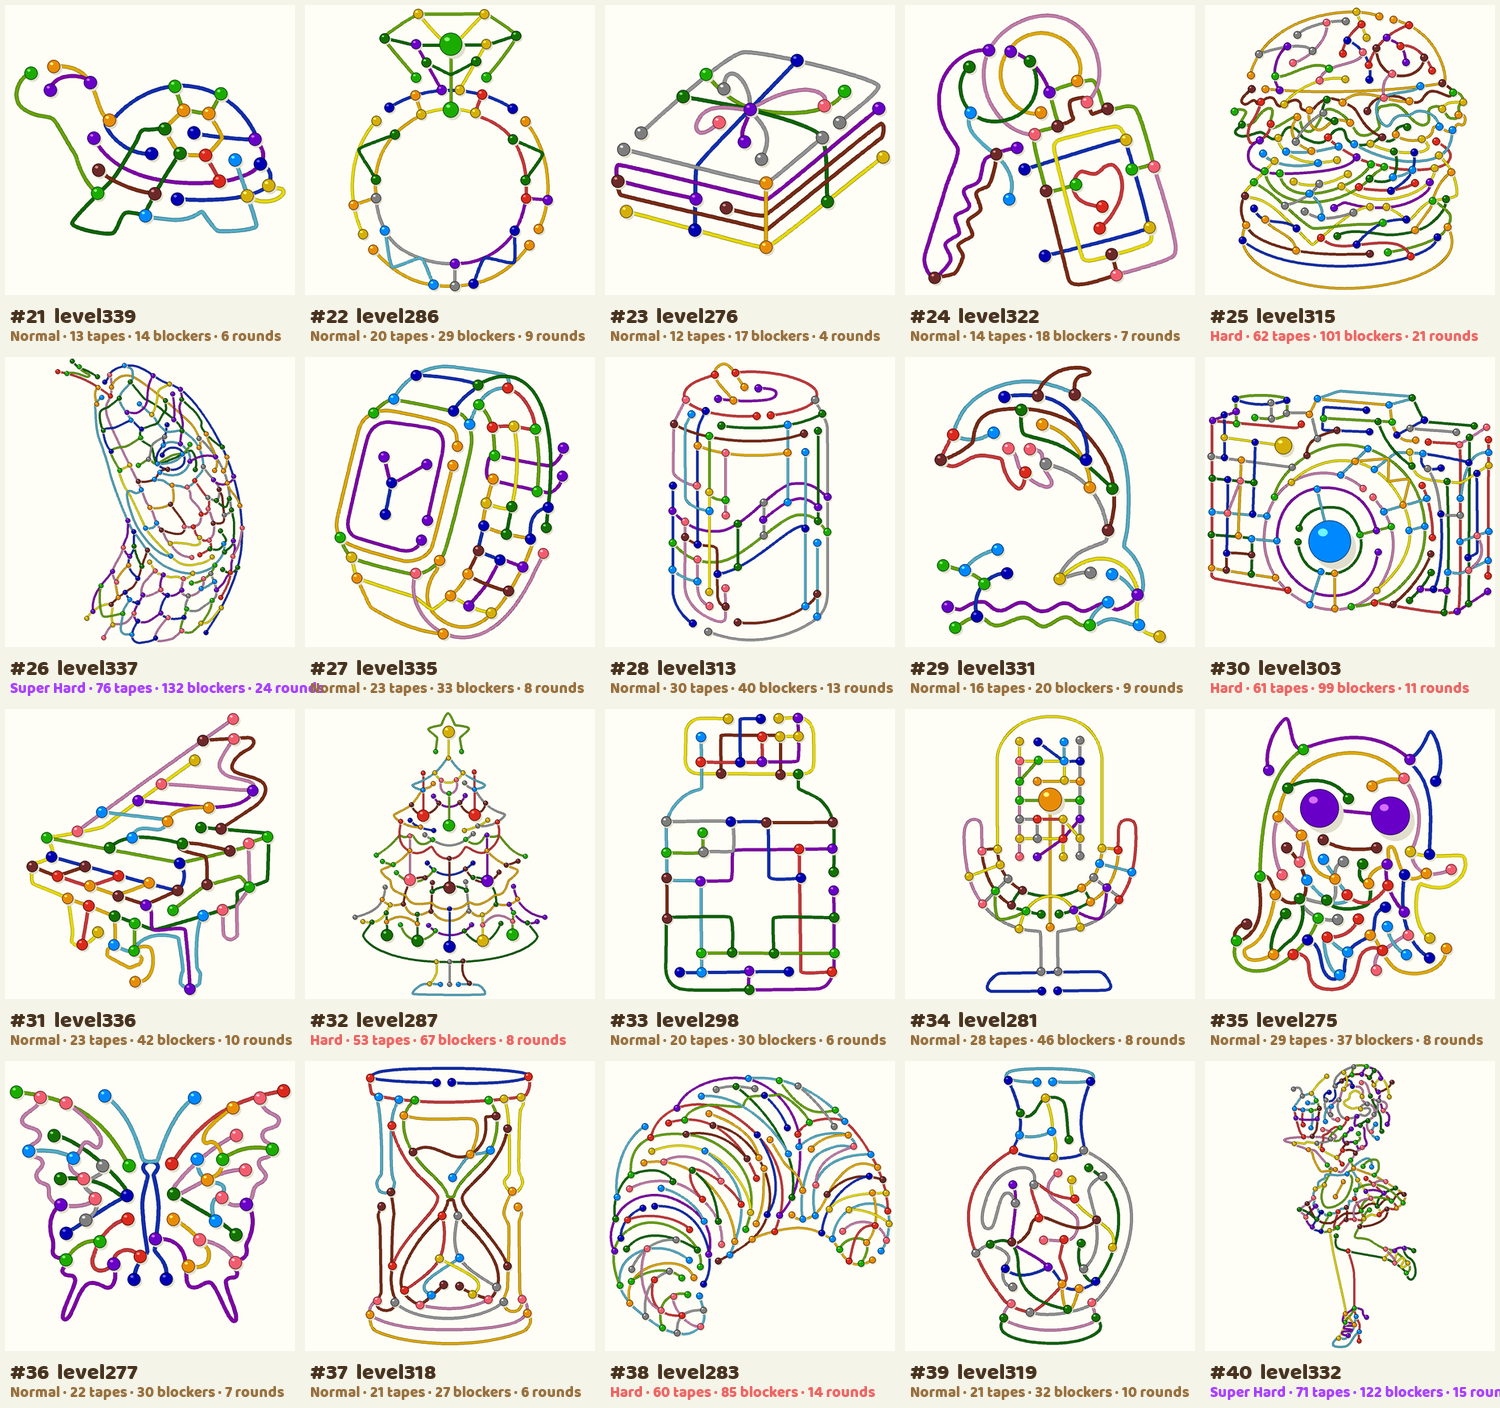 #21 level339
Normal · 13 tapes · 14 blockers · 6 rounds
#22 level286
Normal · 20 tapes · 29 blockers · 9 rounds
#23 level276
Normal · 12 tapes · 17 blockers · 4 rounds
#24 level322
Normal · 14 tapes · 18 blockers · 7 rounds
#25 level315
Hard · 62 tapes · 101 blockers · 21 rounds
#26 level337
Super Hard · 76 tapes · 132 blockers · 24 rounds
#27 level335
Normal · 23 tapes · 33 blockers · 8 rounds
#28 level313
Normal · 30 tapes · 40 blockers · 13 rounds
#29 level331
Normal · 16 tapes · 20 blockers · 9 rounds
#30 level303
Hard · 61 tapes · 99 blockers · 11 rounds
#31 level336
Normal · 23 tapes · 42 blockers · 10 rounds
#32 level287
Hard · 53 tapes · 67 blockers · 8 rounds
#33 level298
Normal · 20 tapes · 30 blockers · 6 rounds
#34 level281
Normal · 28 tapes · 46 blockers · 8 rounds
#35 level275
Normal · 29 tapes · 37 blockers · 8 rounds
#36 level277
Normal · 22 tapes · 30 blockers · 7 rounds
#37 level318
Normal · 21 tapes · 27 blockers · 6 rounds
#38 level283
Hard · 60 tapes · 85 blockers · 14 rounds
#39 level319
Normal · 21 tapes · 32 blockers · 10 rounds
#40 level332
Super Hard · 71 tapes · 122 blockers · 15 roun